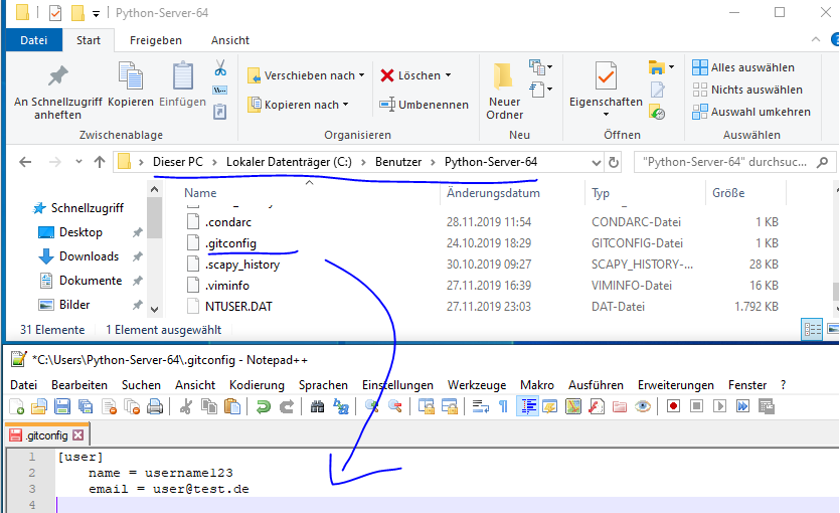 Python-Server-64
Datei Start Freigeben Ansicht
An Schnellzugriff anheften
Kopieren
Einfügen
Zwischenablage
Verschieben nach
Kopieren nach
Löschen
Umbenennen
Organisieren
Neuer Ordner
Neu
Eigenschaften
Öffnen
Alles auswählen
Nichts auswählen
Auswahl umkehren
Auswählen
Dieser PC > Lokaler Datenträger (C:) > Benutzer > Python-Server-64
"Python-Server-64" durchsuc...
Schnellzugriff
Desktop
Downloads
Dokumente
Bilder
Name Änderungsdatum Typ Größe
.condarc 28.11.2019 11:54 CONDARC-Datei 1 KB
.gitconfig 24.10.2019 18:29 GITCONFIG-Datei 1 KB
.scapy_history 30.10.2019 09:27 SCAPY_HISTORY-... 28 KB
.viminfo 27.11.2019 16:39 VIMINFO-Datei 16 KB
NTUSER.DAT 27.11.2019 23:03 DAT-Datei 1.792 KB
31 Elemente 1 Element ausgewählt
*C:\Users\Python-Server-64\.gitconfig - Notepad++
Datei Bearbeiten Suchen Ansicht Kodierung Sprachen Einstellungen Werkzeuge Makro Ausführen Erweiterungen Fenster ?
.gitconfig
1 [user]
2 name = username123
3 email = user@test.de
4